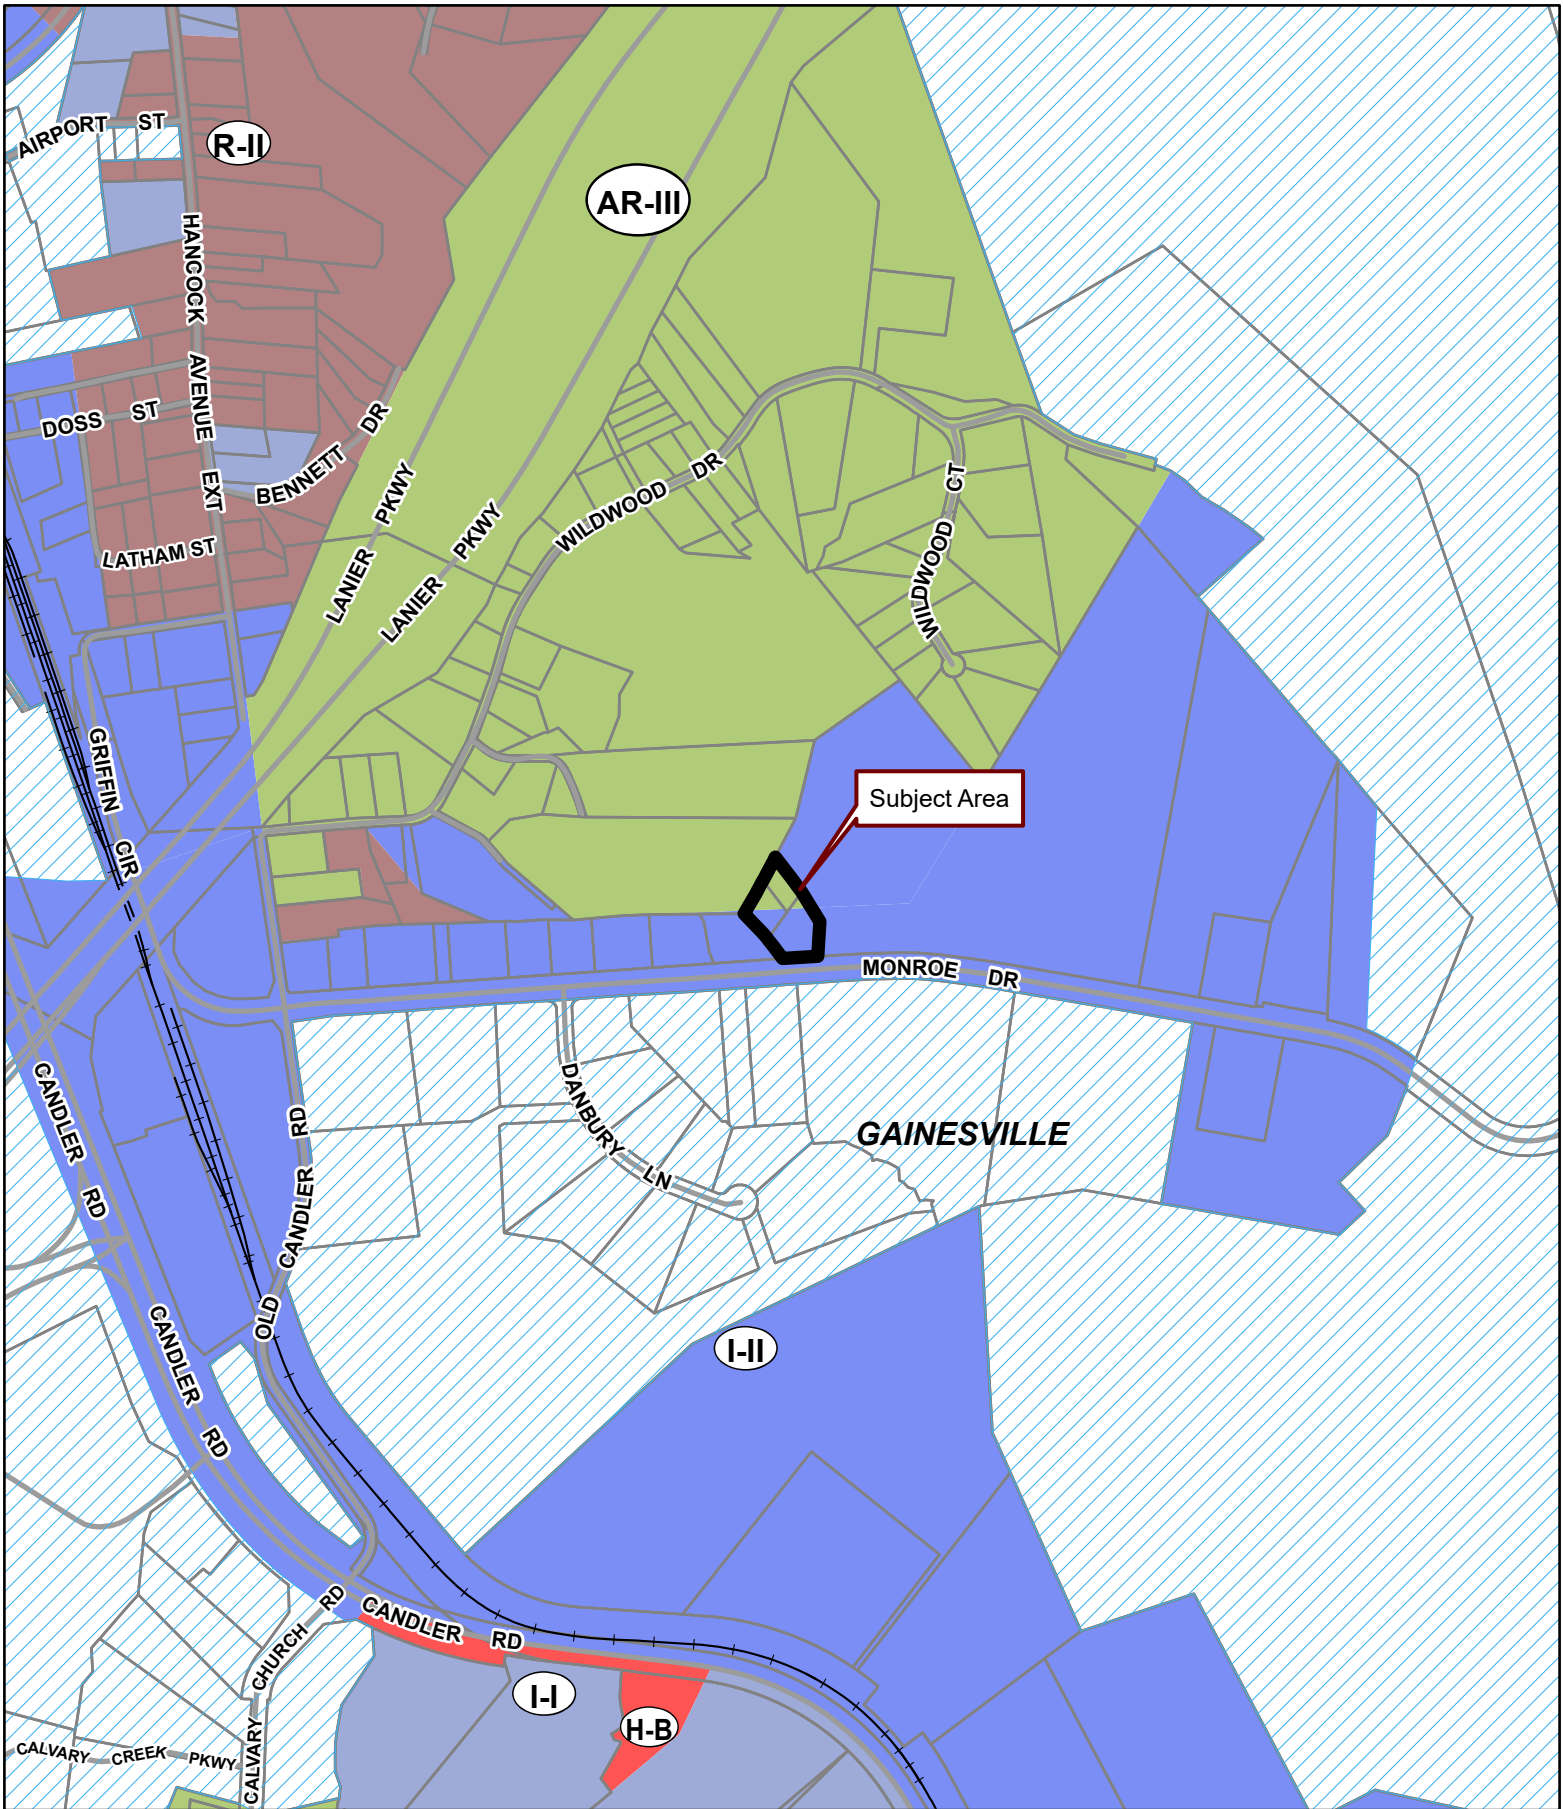 AIRPORT ST
R-II
AR-III
HANCOCK AVENUE EXT
DOSS ST
BENNETT DR
LATHAM ST
LANIER PKWY
LANIER PKWY
WILDWOOD DR
WILDWOOD CT
GRIFFIN CIR
Subject Area
MONROE DR
CANDLER RD
OLD CANDLER RD
DANBURY LN
GAINESVILLE
CANDLER RD
I-II
CANDLER RD
CALVARY CHURCH RD
I-I
H-B
CALVARY CREEK PKWY